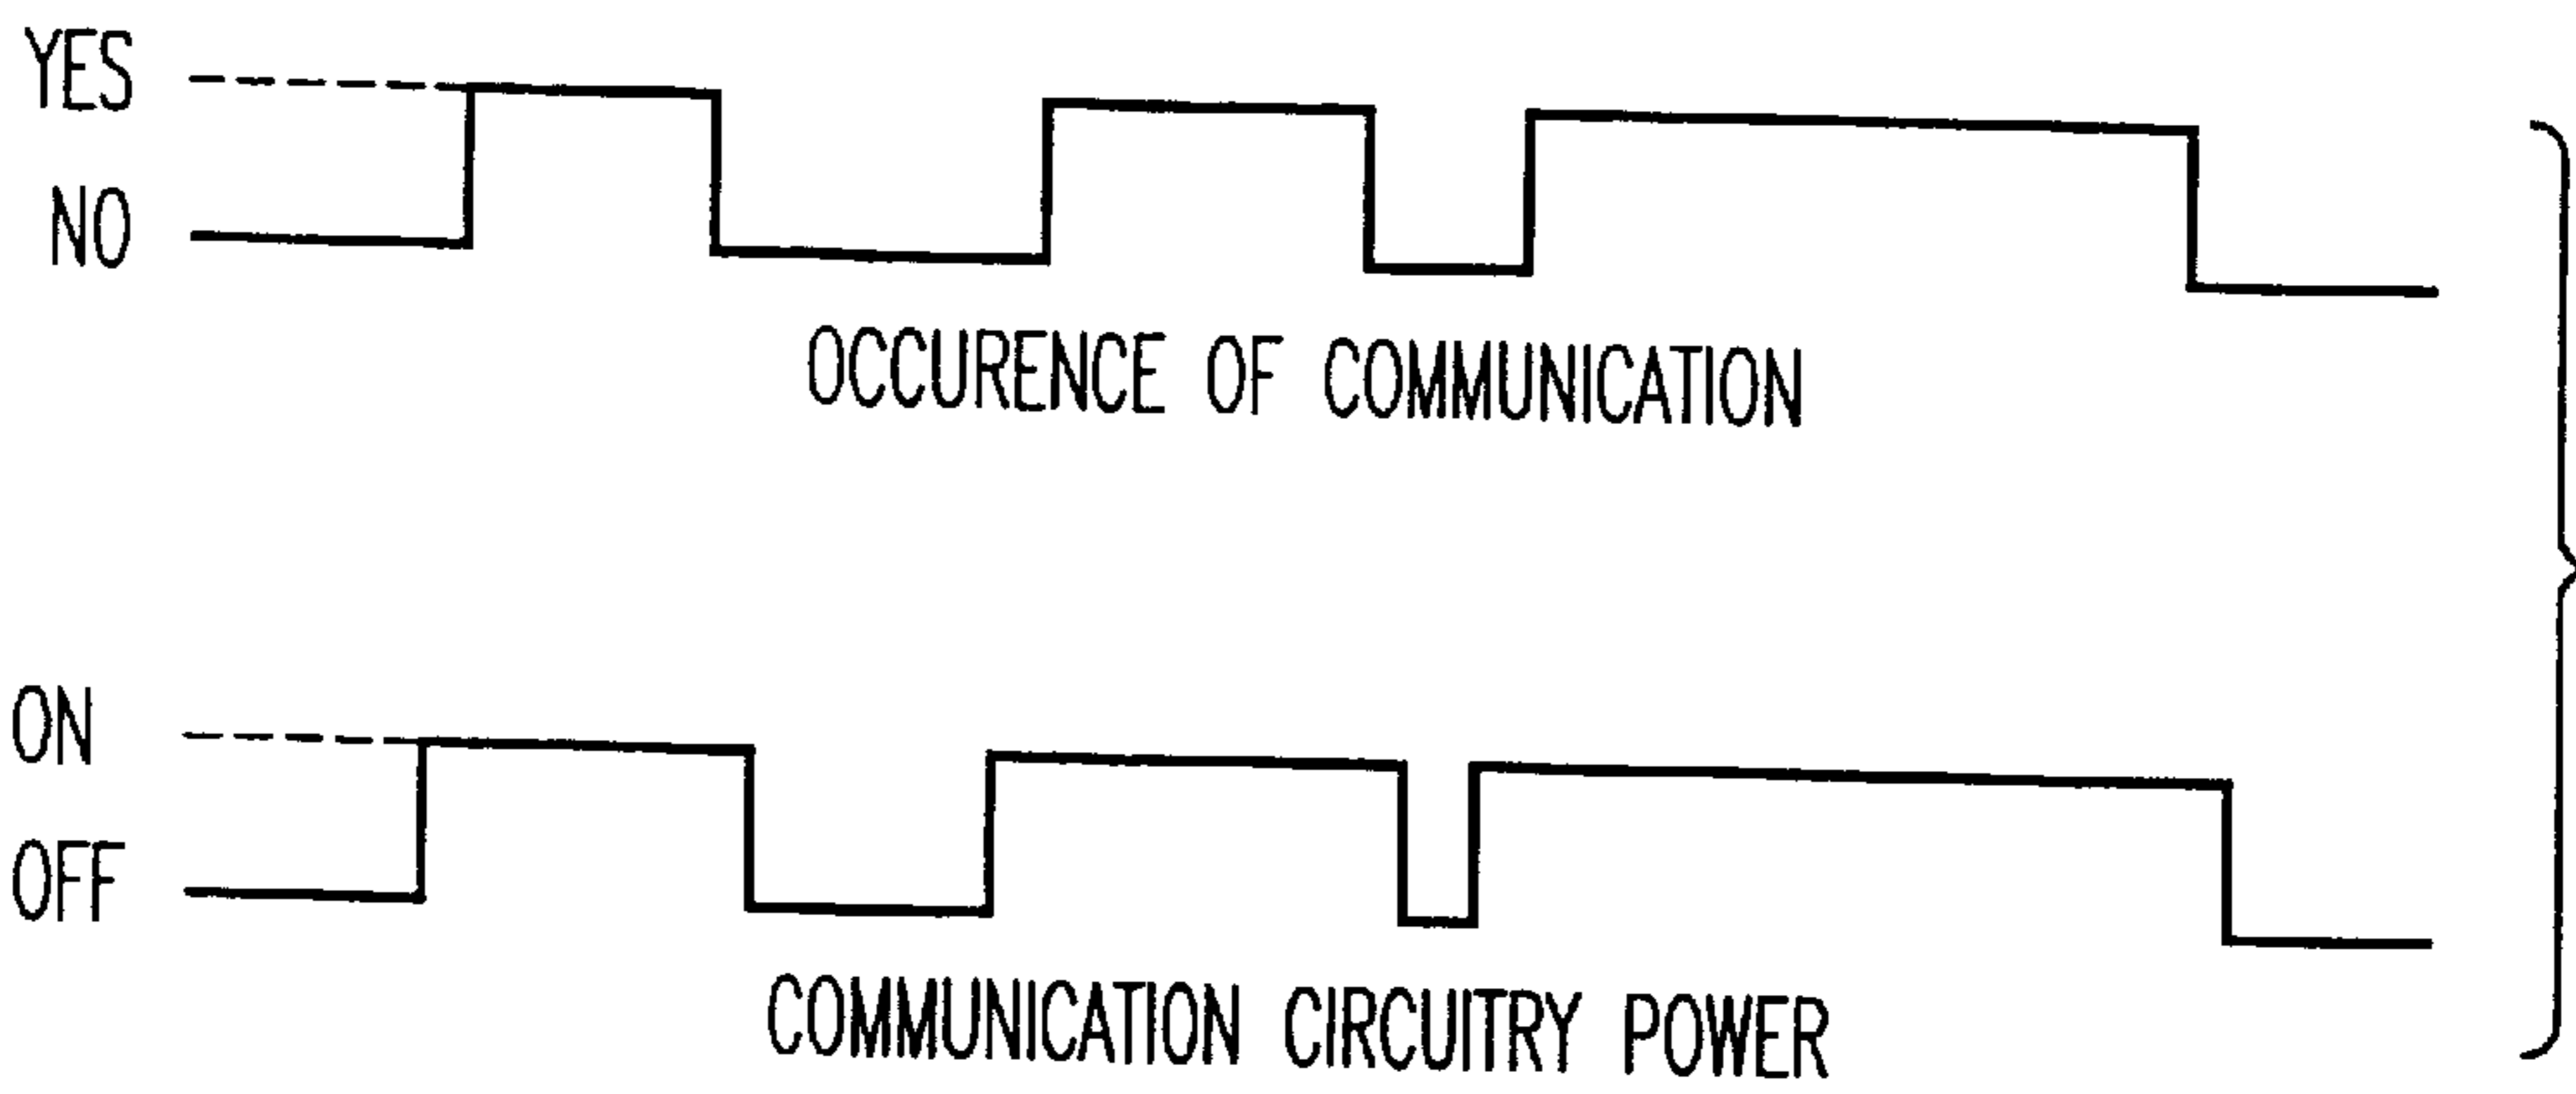 YES
NO
OCCURENCE OF COMMUNICATION
ON
OFF
COMMUNICATION CIRCUITRY POWER